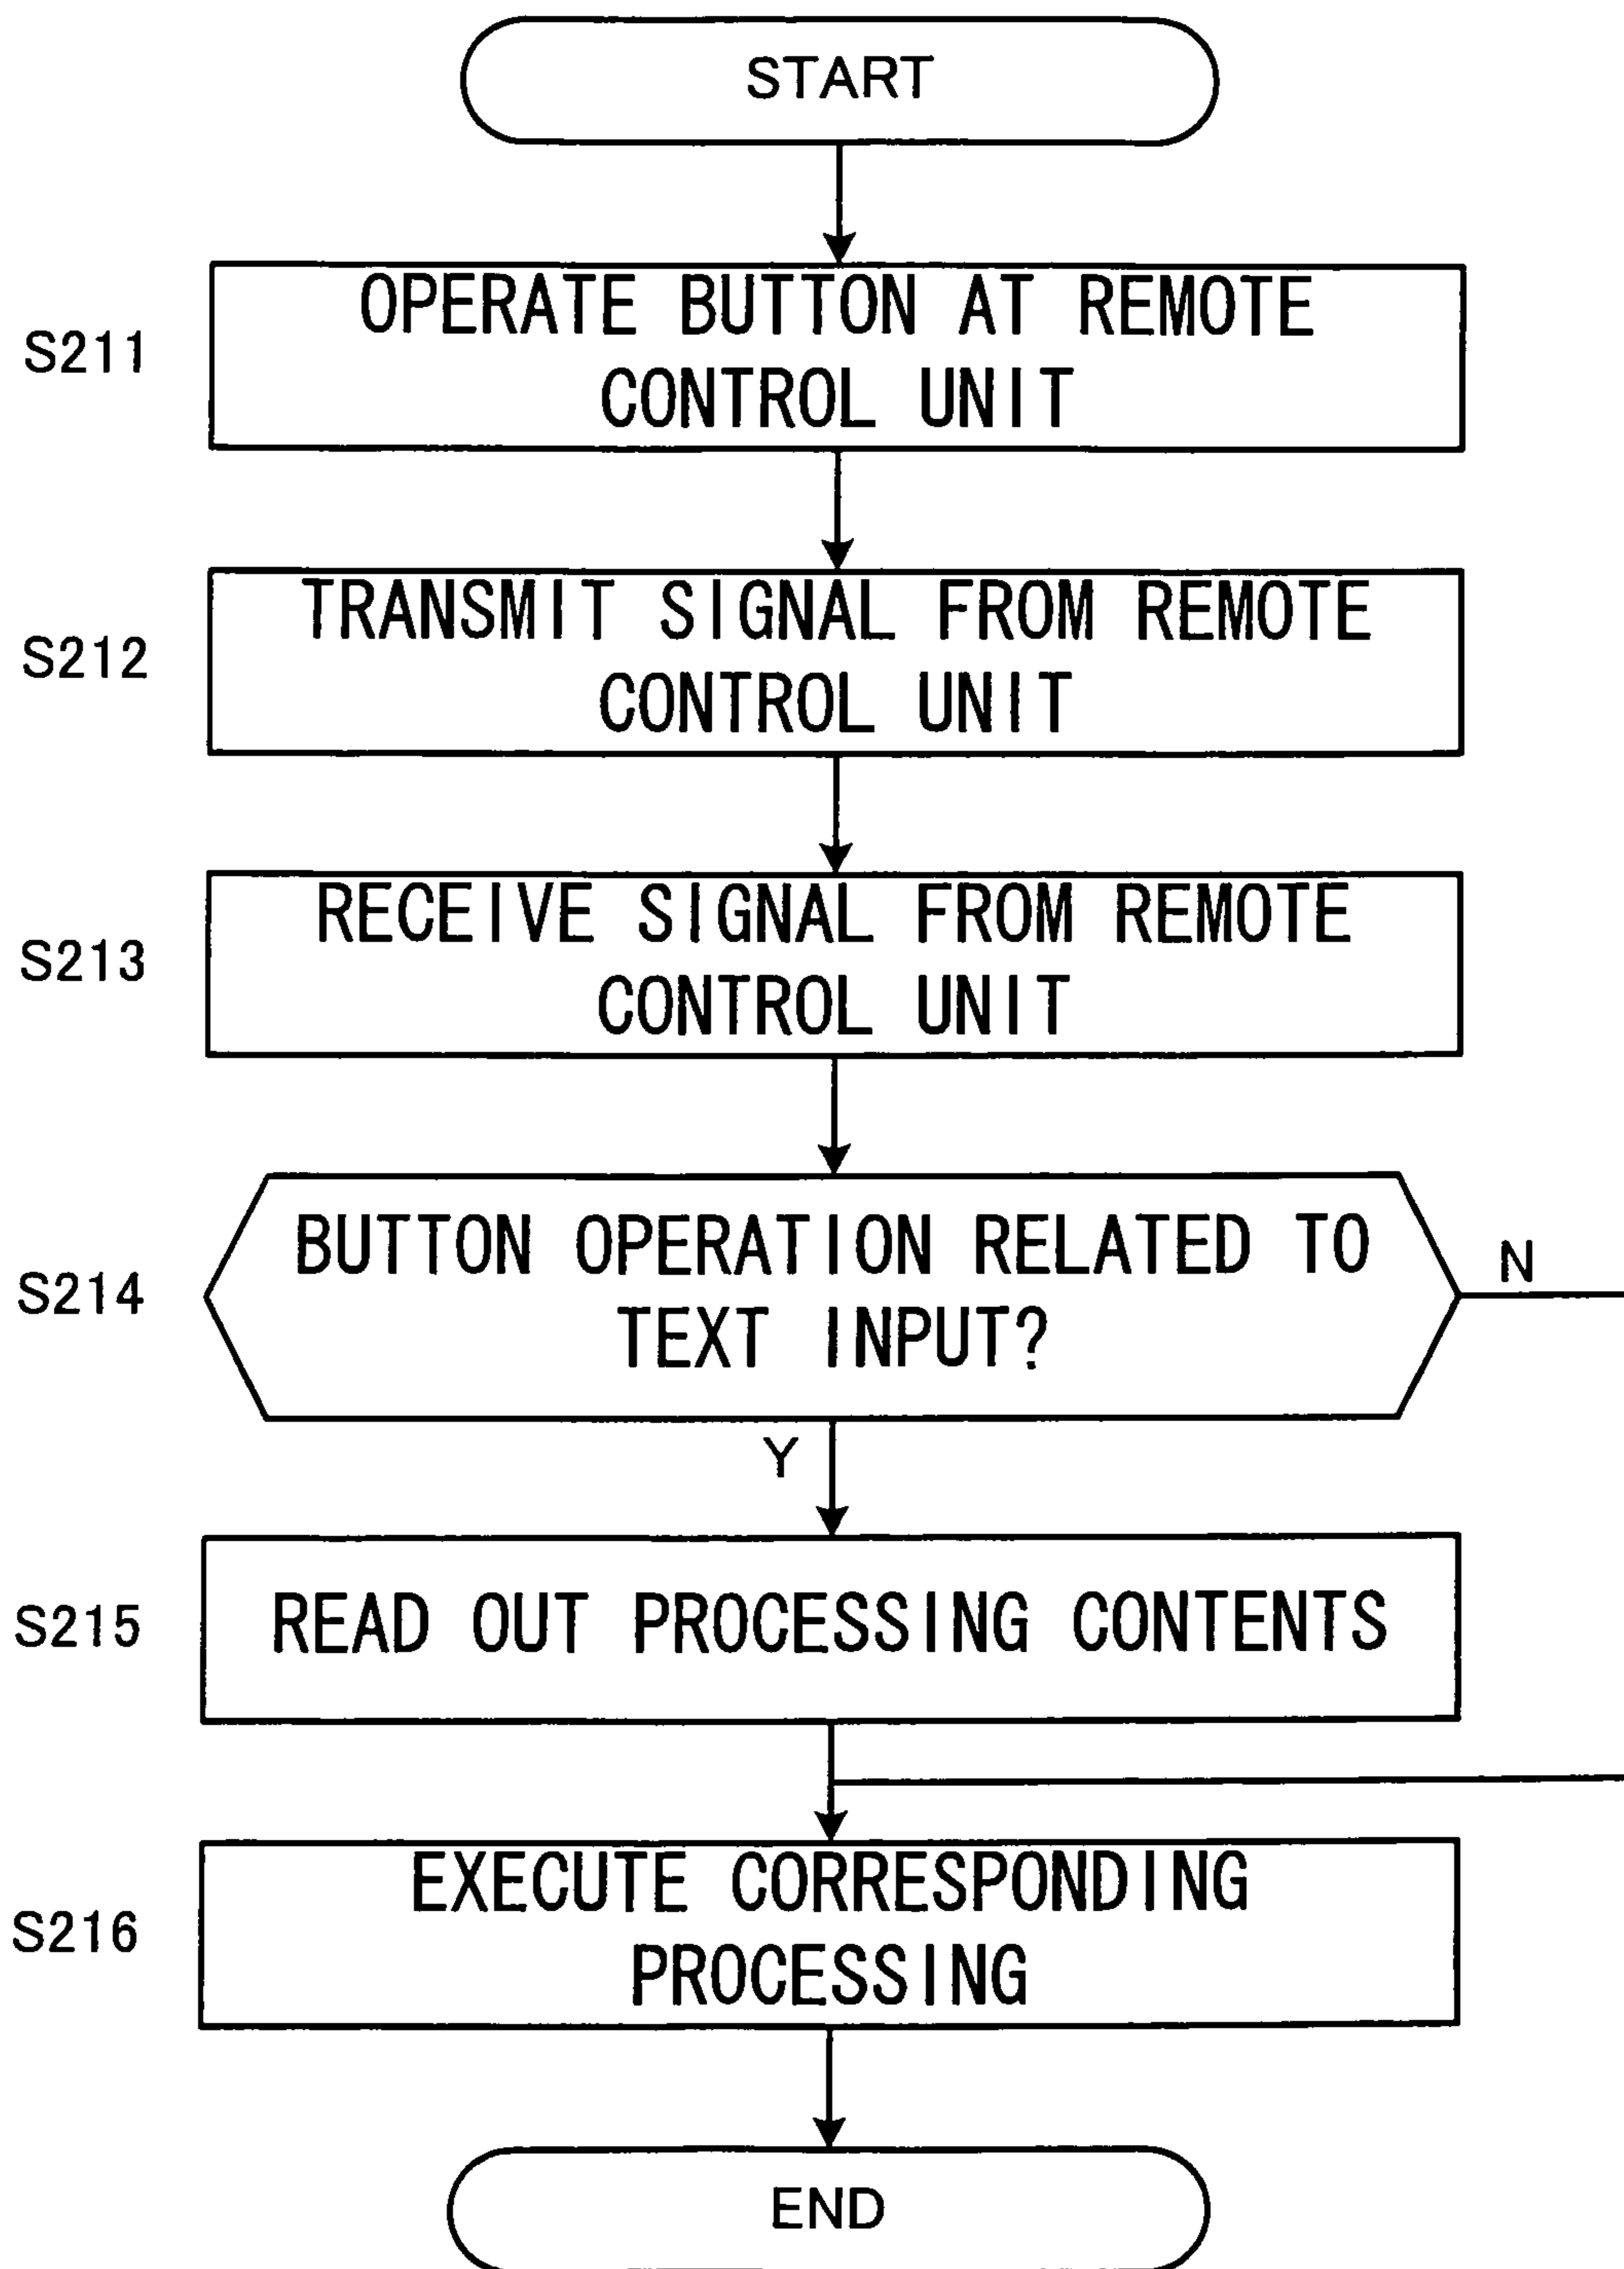 START
S211
OPERATE BUTTON AT REMOTE
CONTROL UNIT
S212
TRANSMIT SIGNAL FROM REMOTE
CONTROL UNIT
S213
RECEIVE SIGNAL FROM REMOTE
CONTROL UNIT
S214
BUTTON OPERATION RELATED TO
TEXT INPUT?
N
Y
S215
READ OUT PROCESSING CONTENTS
S216
EXECUTE CORRESPONDING
PROCESSING
END